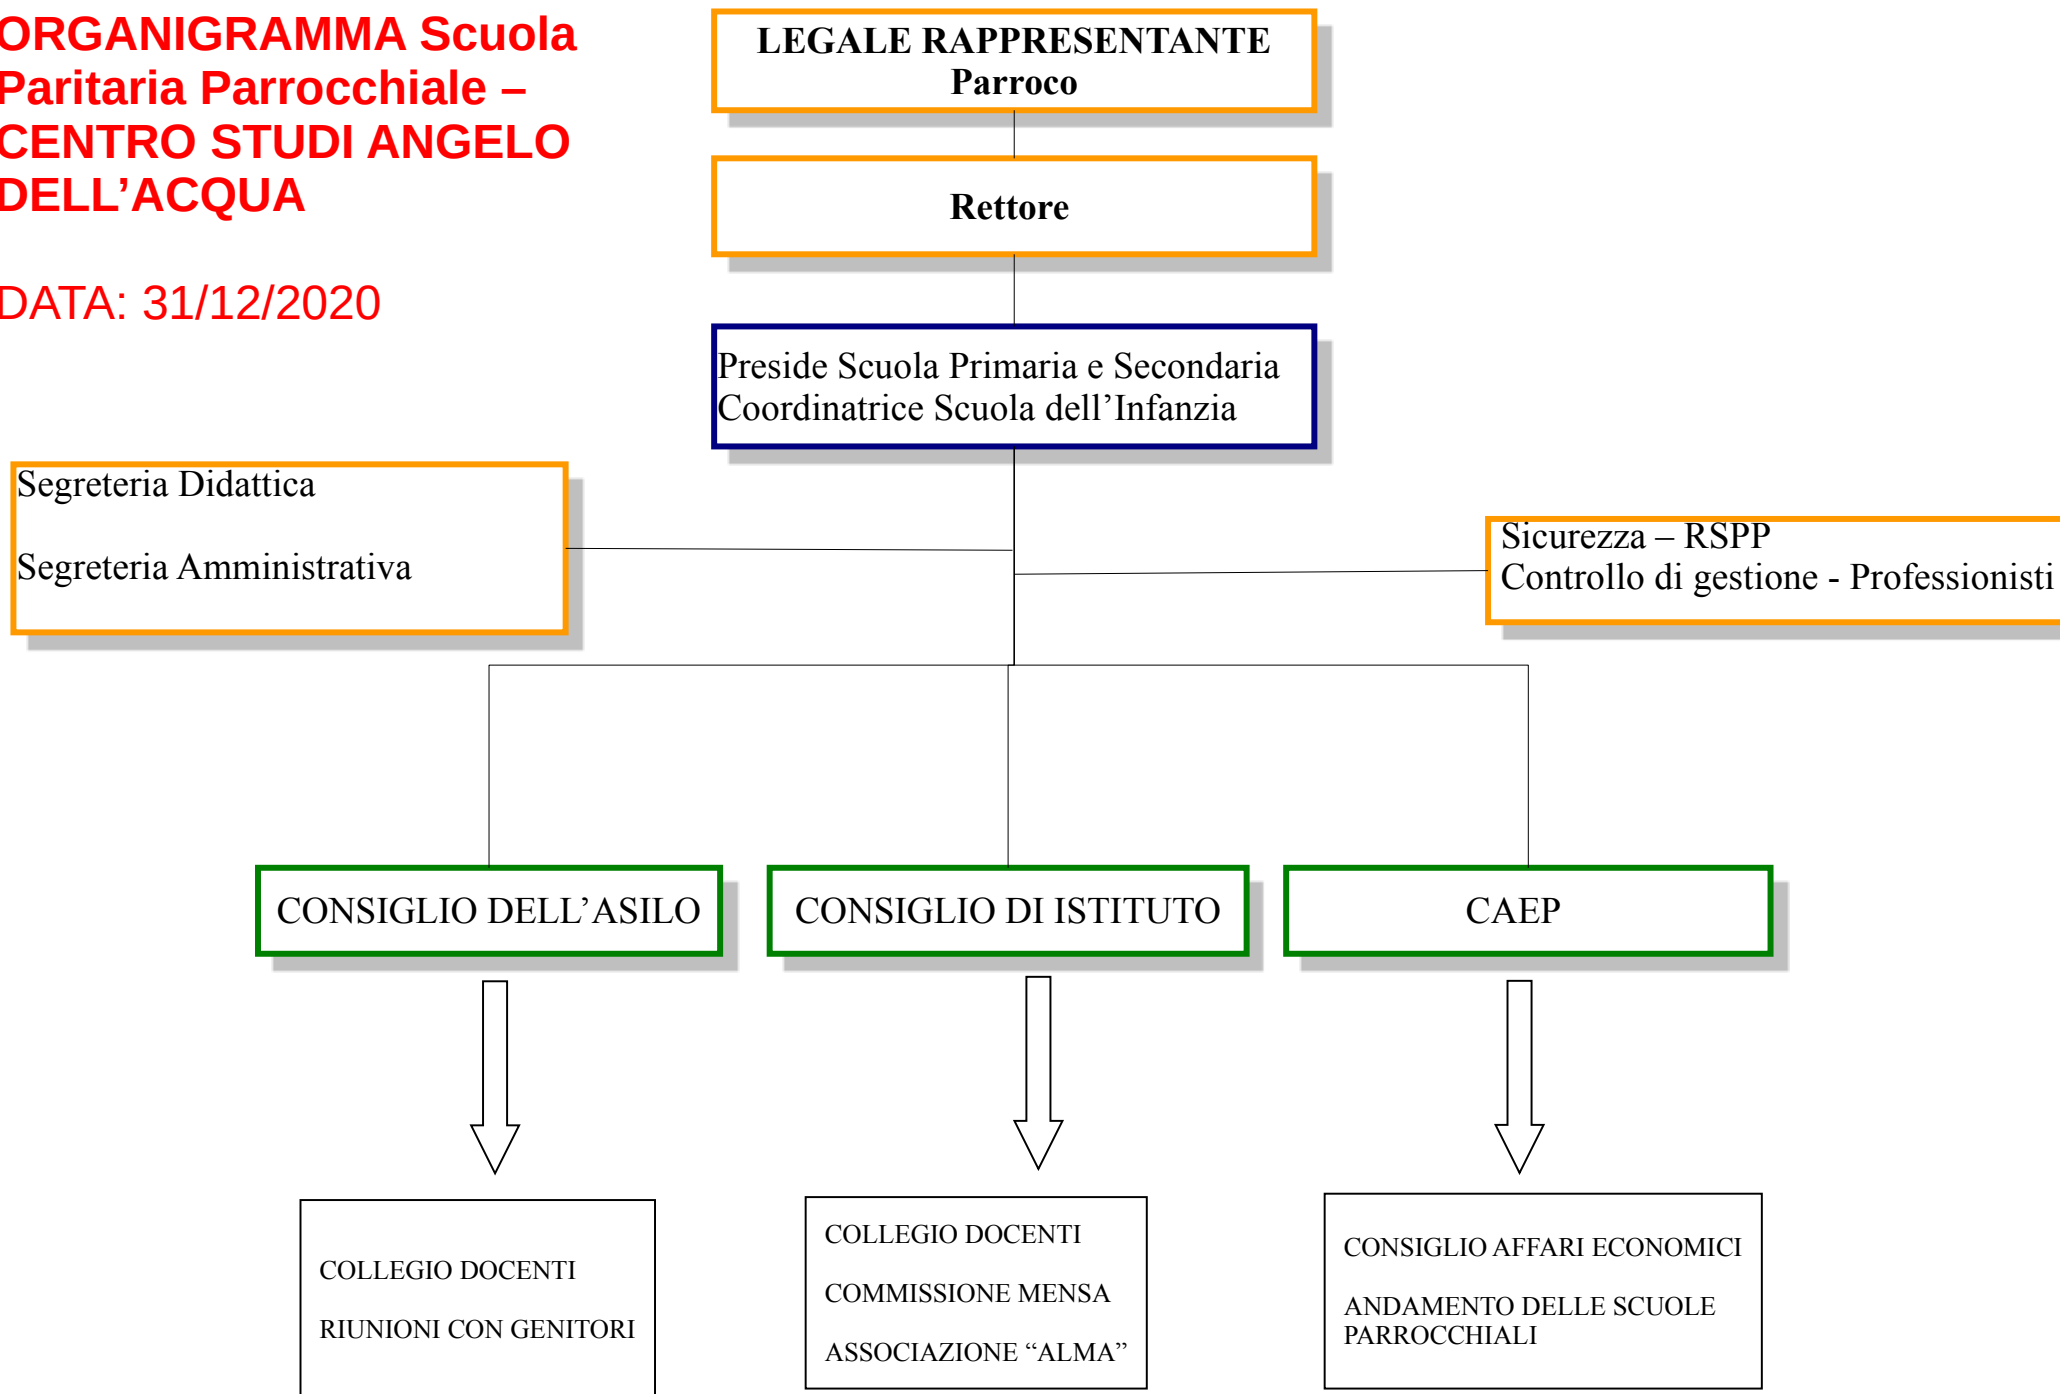 ORGANIGRAMMA Scuola
Paritaria Parrocchiale –
CENTRO STUDI ANGELO
DELL’ACQUA
DATA: 31/12/2020
LEGALE RAPPRESENTANTE
Parroco
Rettore
Preside Scuola Primaria e Secondaria
Coordinatrice Scuola dell’Infanzia
Segreteria Didattica
Segreteria Amministrativa
Sicurezza – RSPP
Controllo di gestione - Professionisti
CONSIGLIO DELL’ASILO
CONSIGLIO DI ISTITUTO
CAEP
COLLEGIO DOCENTI
RIUNIONI CON GENITORI
COLLEGIO DOCENTI
COMMISSIONE MENSA
ASSOCIAZIONE “ALMA”
CONSIGLIO AFFARI ECONOMICI
ANDAMENTO DELLE SCUOLE
PARROCCHIALI